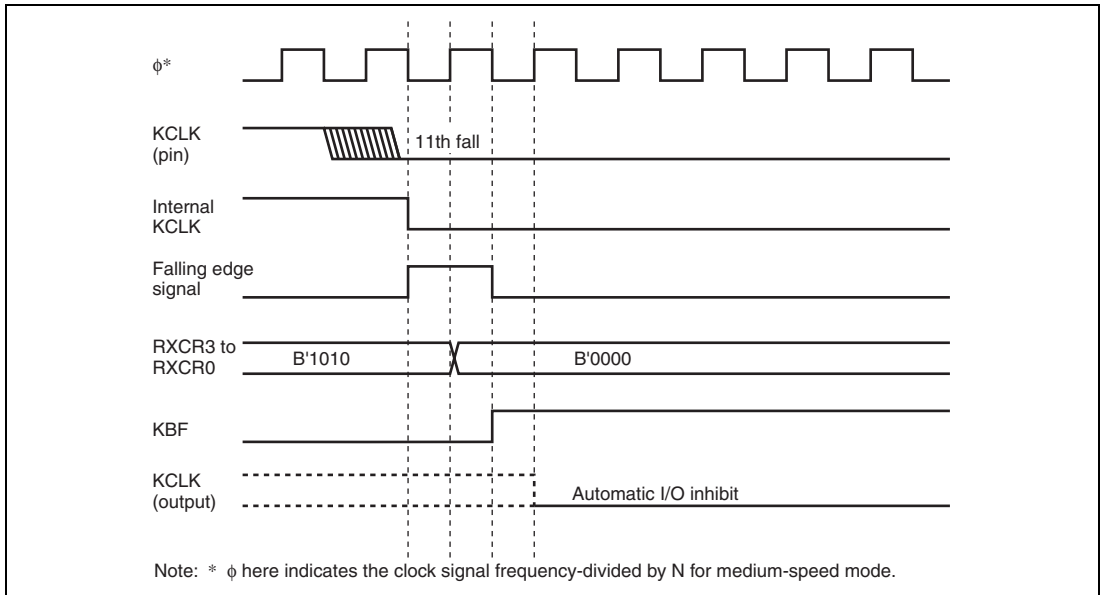 ϕ*
KCLK
(pin)
11th fall
Internal
KCLK
Falling edge
signal
RXCR3 to
RXCR0
B'1010
B'0000
KBF
KCLK
(output)
Automatic I/O inhibit
Note: * ϕ here indicates the clock signal frequency-divided by N for medium-speed mode.